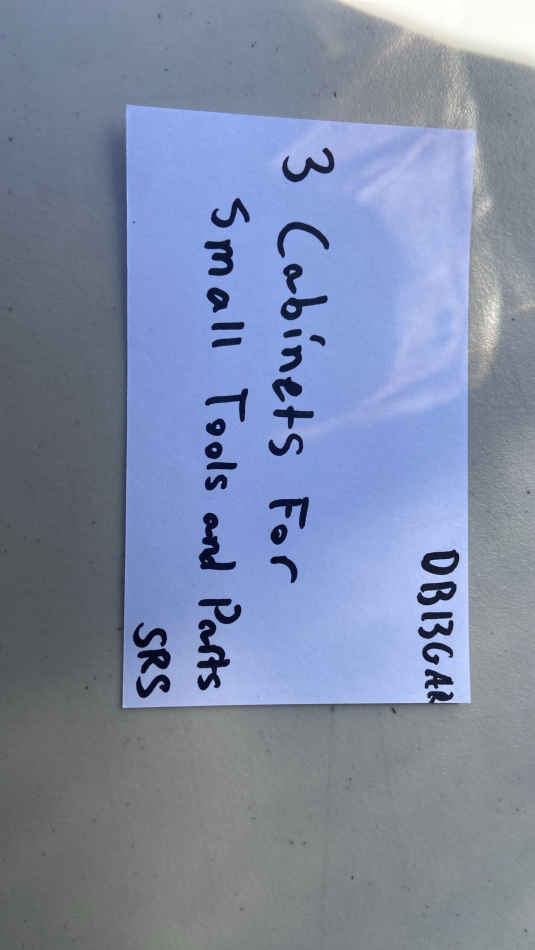 DB13GAR
3 Cabinets For
Small Tools and Parts
SRS